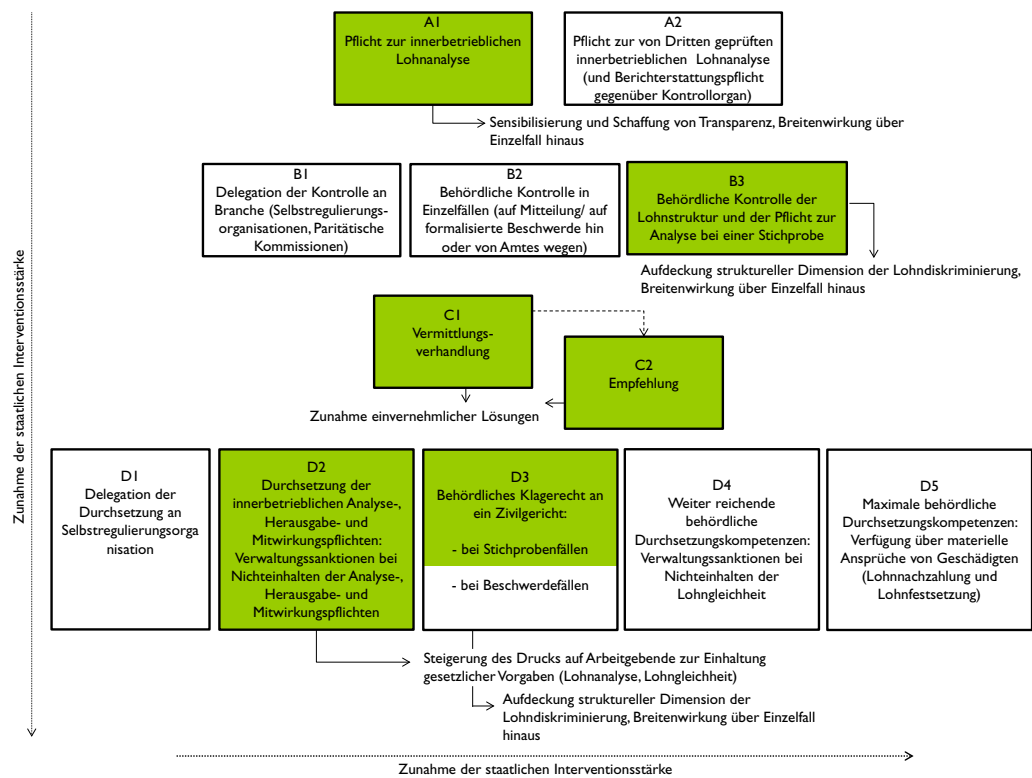 A1
Pflicht zur innerbetrieblichen
Lohnanalyse
A2
Pflicht zur von Dritten geprüften
innerbetrieblichen Lohnanalyse
(und Berichterstattungspflicht
gegenüber Kontrollorgan)
Sensibilisierung und Schaffung von Transparenz, Breitenwirkung über
Einzelfall hinaus
B1
Delegation der Kontrolle an
Branche (Selbstregulierungs-
organisationen, Paritätische
Kommissionen)
B2
Behördliche Kontrolle in
Einzelfällen (auf Mitteilung/ auf
formalisierte Beschwerde hin
oder von Amtes wegen)
B3
Behördliche Kontrolle der
Lohnstruktur und der Pflicht zur
Analyse bei einer Stichprobe
Aufdeckung struktureller Dimension der Lohndiskriminierung,
Breitenwirkung über Einzelfall hinaus
C1
Vermittlungs-
verhandlung
C2
Empfehlung
Zunahme einvernehmlicher Lösungen
D1
Delegation der
Durchsetzung an
Selbstregulierungsorga
nisation
D2
Durchsetzung der
innerbetrieblichen Analyse-,
Herausgabe- und
Mitwirkungspflichten:
Verwaltungssanktionen bei
Nichteinhalten der Analyse-,
Herausgabe- und
Mitwirkungspflichten
D3
Behördliches Klagerecht an
ein Zivilgericht:
- bei Stichprobenfällen
- bei Beschwerdefällen
D4
Weiter reichende
behördliche
Durchsetzungskompetenzen:
Verwaltungssanktionen bei
Nichteinhalten der
Lohngleichheit
D5
Maximale behördliche
Durchsetzungskompetenzen:
Verfügung über materielle
Ansprüche von Geschädigten
(Lohnnachzahlung und
Lohnfestsetzung)
Steigerung des Drucks auf Arbeitgebende zur Einhaltung
gesetzlicher Vorgaben (Lohnanalyse, Lohngleichheit)
Aufdeckung struktureller Dimension der
Lohndiskriminierung, Breitenwirkung über Einzelfall
hinaus
Zunahme der staatlichen Interventionsstärke
Zunahme der staatlichen Interventionsstärke